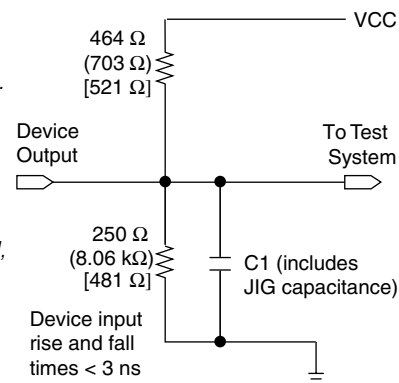 VCC
464 Ω
(703 Ω)
[521 Ω]
Device
Output
To Test
System
250 Ω
(8.06 kΩ)
[481 Ω]
C1 (includes
JIG capacitance)
Device input
rise and fall
times < 3 ns